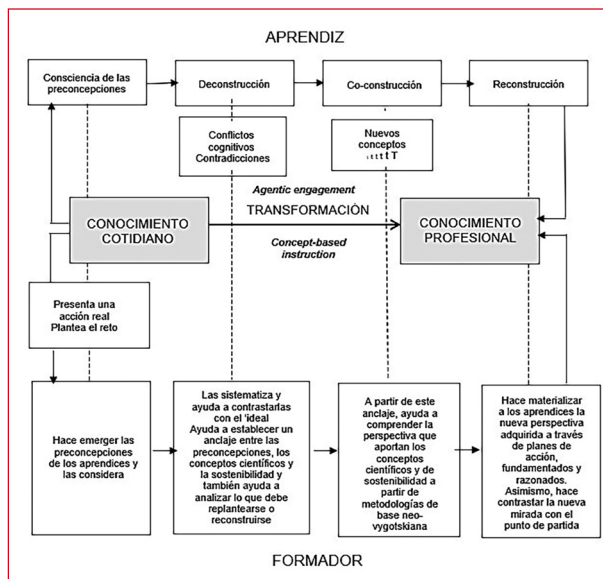 APRENDIZ
Consciencia de las
preconcepciones
Deconstrucción
Co-construcción
Reconstrucción
Conflictos
cognitivos
Contradicciones
Nuevos
conceptos
Agentic engagement
TRANSFORMACIÓN
Concept-based
instruction
CONOCIMIENTO
COTIDIANO
CONOCIMIENTO
PROFESIONAL
Presenta una
acción real
Plantea el reto
Hace emerger las
preconcepciones
de los aprendices y
las considera
Las sistematiza y
ayuda a contrastarlas
con el 'ideal
Ayuda a establecer un
anclaje entre las
preconcepciones, los
conceptos científicos y
la sostenibilidad y
también ayuda a
analizar lo que debe
replantearse o
reconstruirse
A partir de este
anclaje, ayuda a
comprender la
perspectiva que
aportan los
conceptos
científicos y de
sostenibilidad a
partir de
metodologías de
base neo-
vygotskiana
Hace materializar
a los aprendices la
nueva perspectiva
adquirida a través
de planes de
acción,
fundamentados y
razonados.
Asimismo, hace
contrastar la nueva
mirada con el
punto de partida
FORMADOR